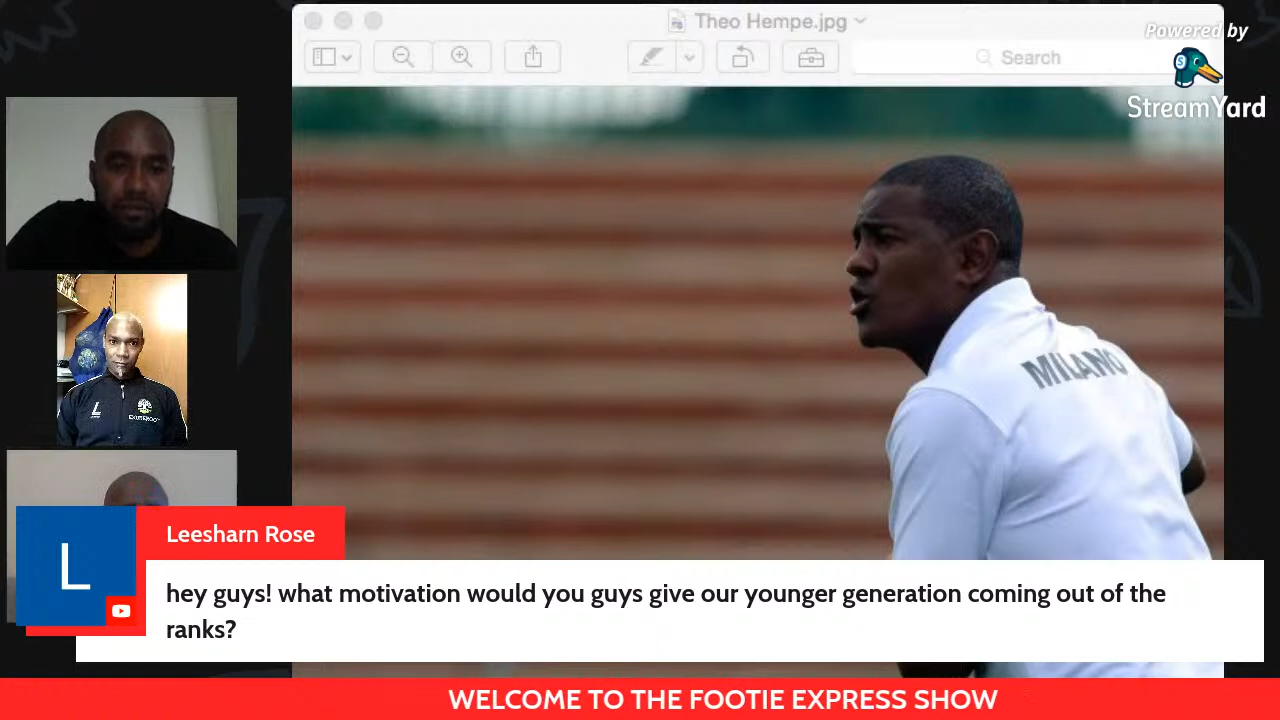 Theo Hempe.jpg
Powered by
Search
S
StreamYard
MILANO
L
L
Leesharn Rose
hey guys! what motivation would you guys give our younger generation coming out of the
ranks?
WELCOME TO THE FOOTIE EXPRESS SHOW